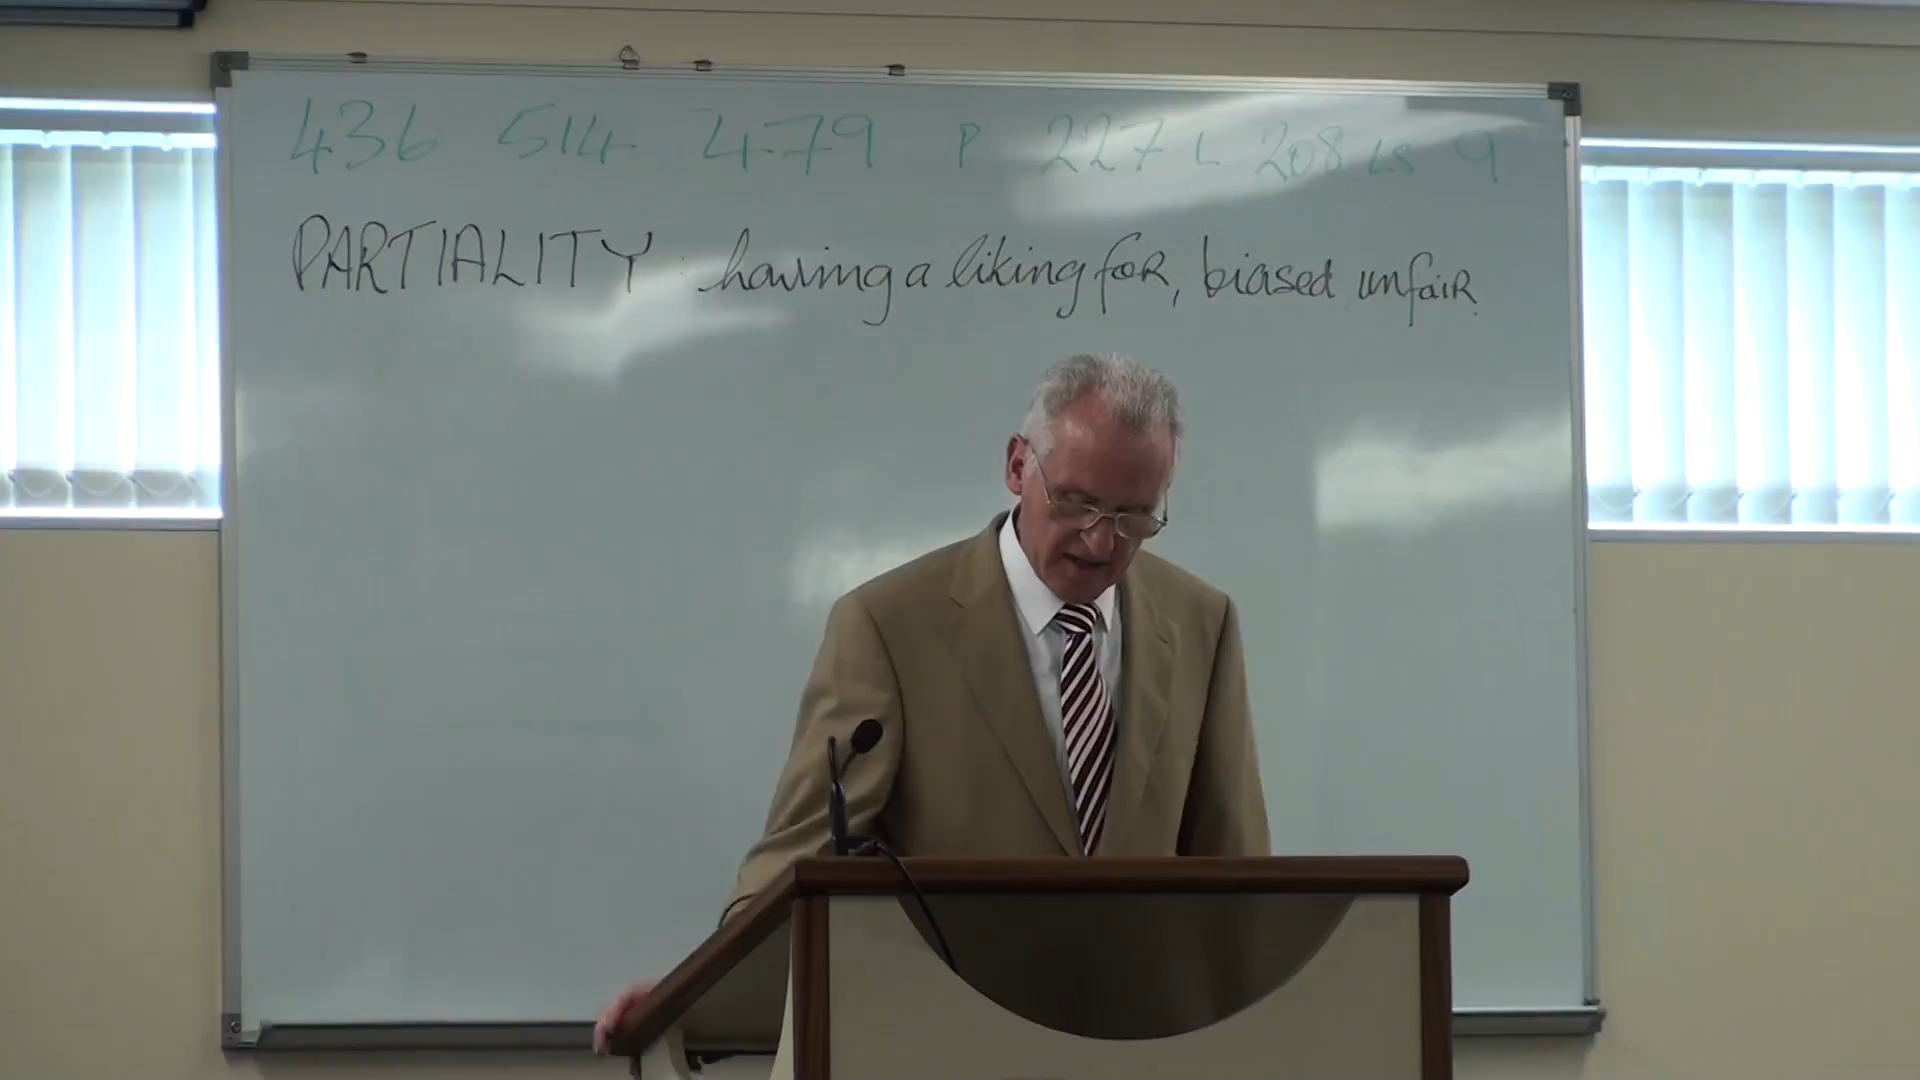 436 514 479 P 227 L 208 LS 9
PARTIALITY : having a liking for, biased unfair.